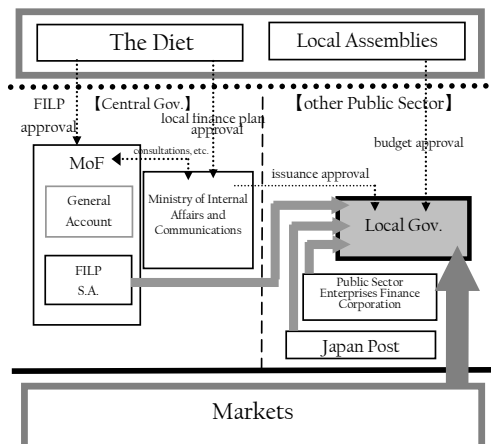 The Diet
Local Assemblies
FILP
approval
【Central Gov.】
local finance plan
approval
【other Public Sector】
budget approval
consultations, etc.
MoF
General
Account
FILP
S.A.
Ministry of Internal
Affairs and
Communications
issuance approval
Local Gov.
Public Sector
Enterprises Finance
Corporation
Japan Post
Markets